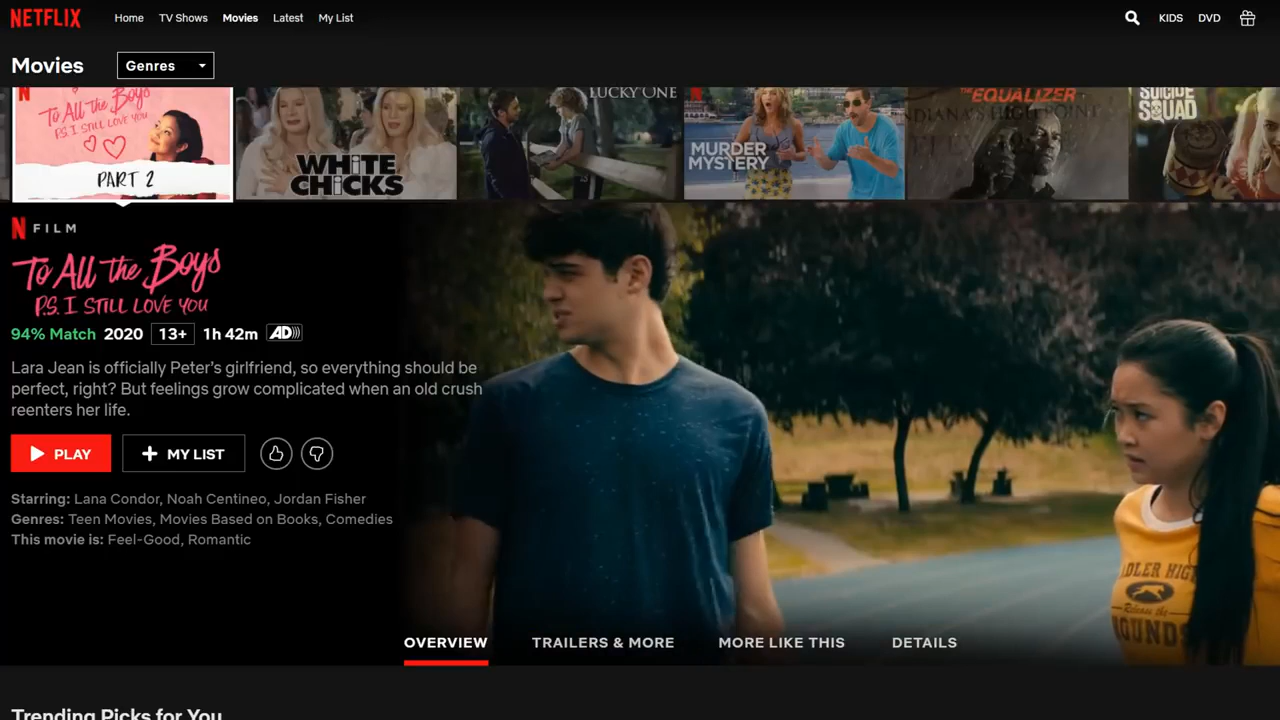 NETFLIX Home TV Shows Movies Latest My List KIDS DVD
Movies Genres
To All the Boys
P.S. I STILL LOVE YOU
PART 2
WHITE
CHICKS
LUCKY ONE
MURDER
MYSTERY
THE EQUALIZER
SUICIDE
SQUAD
N FILM
To All the Boys
P.S. I STILL LOVE YOU
94% Match 2020 13+ 1h 42m AD)))
Lara Jean is officially Peter's girlfriend, so everything should be
perfect, right? But feelings grow complicated when an old crush
reenters her life.
PLAY MY LIST
Starring: Lana Condor, Noah Centineo, Jordan Fisher
Genres: Teen Movies, Movies Based on Books, Comedies
This movie is: Feel-Good, Romantic
Release the
OVERVIEW TRAILERS & MORE MORE LIKE THIS DETAILS
Trending Picks for You